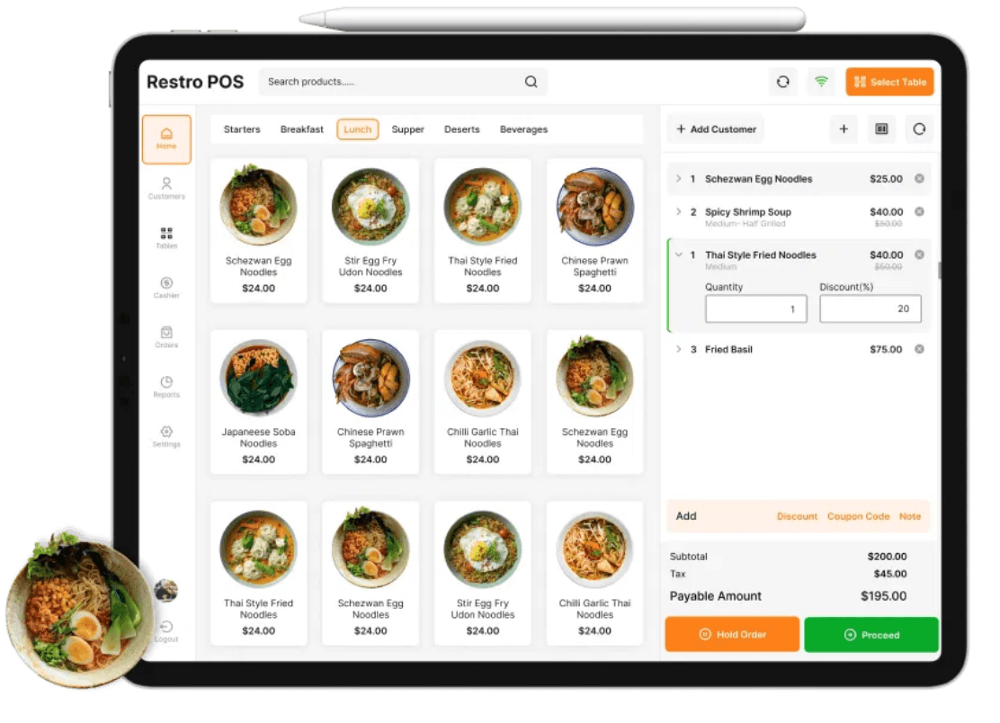 Restro POS
Search products.....
Select Table
Home
Customers
Tables
Cashier
Orders
Reports
Settings
Logout
Starters Breakfast Lunch Supper Deserts Beverages
Schezwan Egg
Noodles
$24.00
Stir Egg Fry
Udon Noodles
$24.00
Thai Style Fried
Noodles
$24.00
Chinese Prawn
Spaghetti
$24.00
Japaneese Soba
Noodles
$24.00
Chinese Prawn
Spaghetti
$24.00
Chilli Garlic Thai
Noodles
$24.00
Schezwan Egg
Noodles
$24.00
Thai Style Fried
Noodles
$24.00
Schezwan Egg
Noodles
$24.00
Stir Egg Fry
Udon Noodles
$24.00
Chilli Garlic Thai
Noodles
$24.00
+ Add Customer
1 Schezwan Egg Noodles $25.00
2 Spicy Shrimp Soup $40.00
Medium- Half Grilled $50.00
1 Thai Style Fried Noodles $40.00
Medium $50.00
Quantity Discount(%)
1 20
3 Fried Basil $75.00
Add Discount Coupon Code Note
Subtotal $200.00
Tax $45.00
Payable Amount $195.00
Hold Order Proceed